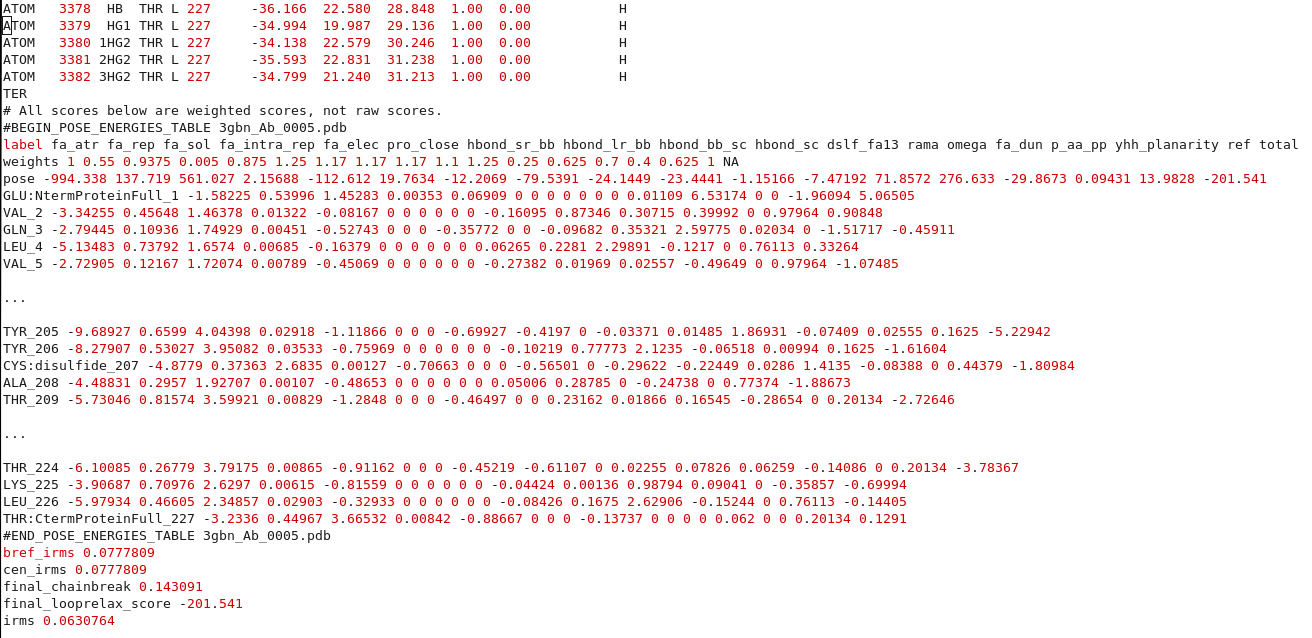 ATOM   3378  HB  THR L 227     -36.166  22.580  28.848  1.00  0.00           H
ATOM   3379  HG1 THR L 227     -34.994  19.987  29.136  1.00  0.00           H
ATOM   3380 1HG2 THR L 227     -34.138  22.579  30.246  1.00  0.00           H
ATOM   3381 2HG2 THR L 227     -35.593  22.831  31.238  1.00  0.00           H
ATOM   3382 3HG2 THR L 227     -34.799  21.240  31.213  1.00  0.00           H
TER
# All scores below are weighted scores, not raw scores.
#BEGIN_POSE_ENERGIES_TABLE 3gbn_Ab_0005.pdb
label fa_atr fa_rep fa_sol fa_intra_rep fa_elec pro_close hbond_sr_bb hbond_lr_bb hbond_bb_sc hbond_sc dslf_fa13 rama omega fa_dun p_aa_pp yhh_planarity ref total
weights 1 0.55 0.9375 0.005 0.875 1.25 1.17 1.17 1.17 1.1 1.25 0.25 0.625 0.7 0.4 0.625 1 NA
pose -994.338 137.719 561.027 2.15688 -112.612 19.7634 -12.2069 -79.5391 -24.1449 -23.4441 -1.15166 -7.47192 71.8572 276.633 -29.8673 0.09431 13.9828 -201.541
GLU:NtermProteinFull_1 -1.58225 0.53996 1.45283 0.00353 0.06909 0 0 0 0 0 0 0 0.01109 6.53174 0 0 -1.96094 5.06505
VAL_2 -3.34255 0.45648 1.46378 0.01322 -0.08167 0 0 0 0 0 0 -0.16095 0.87346 0.30715 0.39992 0 0.97964 0.90848
GLN_3 -2.79445 0.10936 1.74929 0.00451 -0.52743 0 0 0 -0.35772 0 0 -0.09682 0.35321 2.59775 0.02034 0 -1.51717 -0.45911
LEU_4 -5.13483 0.73792 1.6574 0.00685 -0.16379 0 0 0 0 0 0 0.06265 0.2281 2.29891 -0.1217 0 0.76113 0.33264
VAL_5 -2.72905 0.12167 1.72074 0.00789 -0.45069 0 0 0 0 0 0 -0.27382 0.01969 0.02557 -0.49649 0 0.97964 -1.07485
...
TYR_205 -9.68927 0.6599 4.04398 0.02918 -1.11866 0 0 0 -0.69927 -0.4197 0 -0.03371 0.01485 1.86931 -0.07409 0.02555 0.1625 -5.22942
TYR_206 -8.27907 0.53027 3.95082 0.03533 -0.75969 0 0 0 0 0 0 -0.10219 0.77773 2.1235 -0.06518 0.00994 0.1625 -1.61604
CYS:disulfide_207 -4.8779 0.37363 2.6835 0.00127 -0.70663 0 0 0 -0.56501 0 -0.29622 -0.22449 0.0286 1.4135 -0.08388 0 0.44379 -1.80984
ALA_208 -4.48831 0.2957 1.92707 0.00107 -0.48653 0 0 0 0 0 0 0.05006 0.28785 0 -0.24738 0 0.77374 -1.88673
THR_209 -5.73046 0.81574 3.59921 0.00829 -1.2848 0 0 0 -0.46497 0 0 0.23162 0.01866 0.16545 -0.28654 0 0.20134 -2.72646
...
THR_224 -6.10085 0.26779 3.79175 0.00865 -0.91162 0 0 0 -0.45219 -0.61107 0 0.02255 0.07826 0.06259 -0.14086 0 0.20134 -3.78367
LYS_225 -3.90687 0.70976 2.6297 0.00615 -0.81559 0 0 0 0 0 0 -0.04424 0.00136 0.98794 0.09041 0 -0.35857 -0.69994
LEU_226 -5.97934 0.46605 2.34857 0.02903 -0.32933 0 0 0 0 0 0 -0.08426 0.1675 2.62906 -0.15244 0 0.76113 -0.14405
THR:CtermProteinFull_227 -3.2336 0.44967 3.66532 0.00842 -0.88667 0 0 0 -0.13737 0 0 0 0 0.062 0 0 0.20134 0.1291
#END_POSE_ENERGIES_TABLE 3gbn_Ab_0005.pdb
bref_irms 0.0777809
cen_irms 0.0777809
final_chainbreak 0.143091
final_looprelax_score -201.541
irms 0.0630764